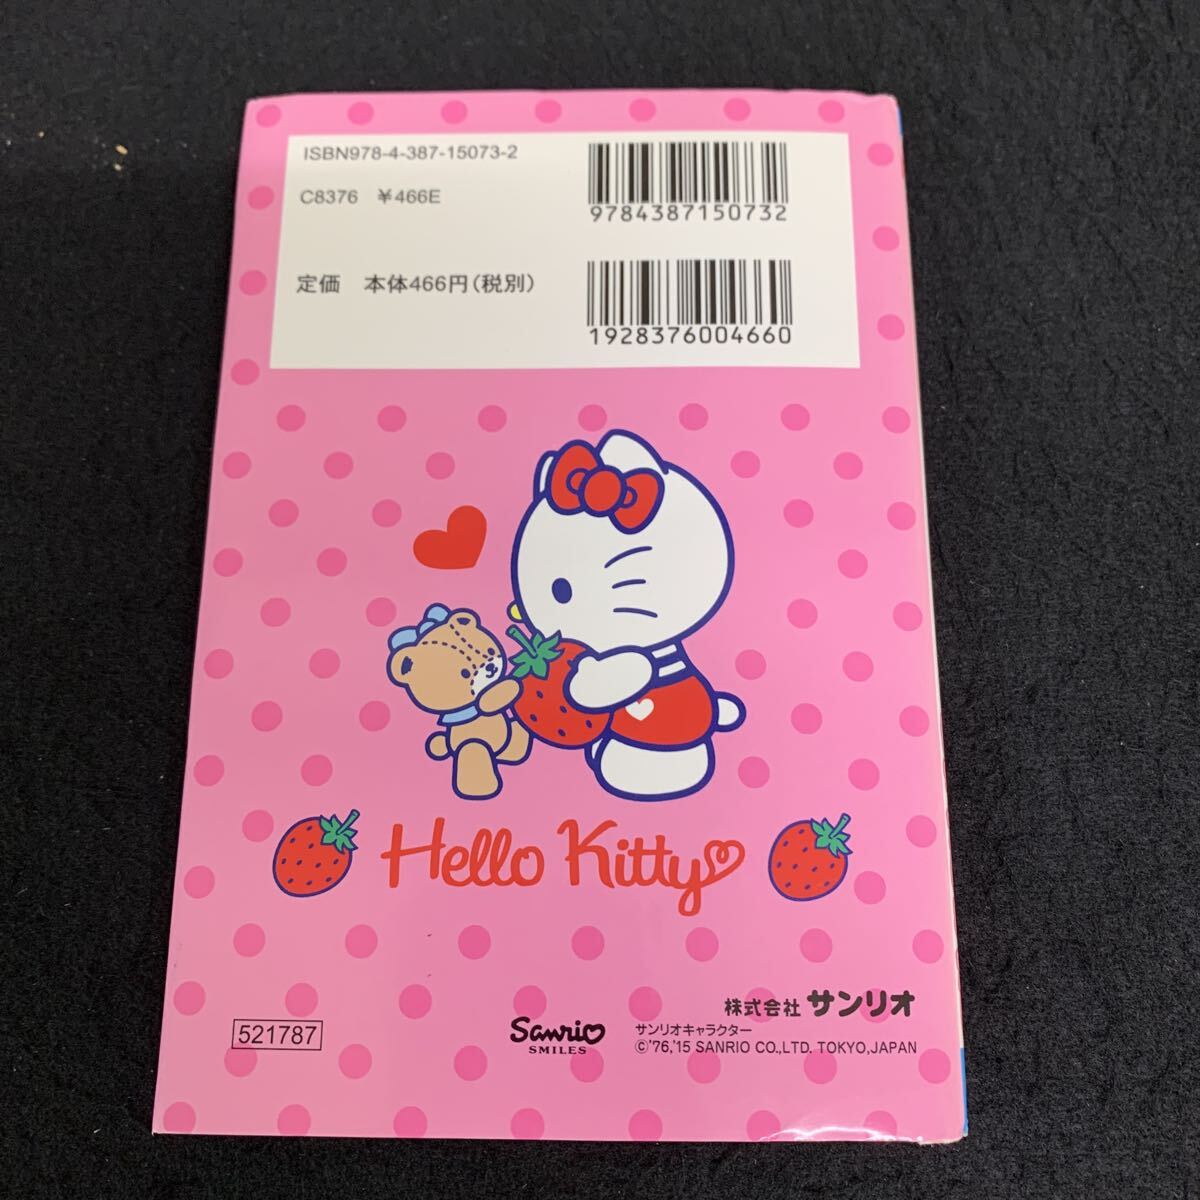 ISBN978-4-387-15073-2
C8376 ￥466E
9784387150732
定価 本体466円(税別)
1928376004660
Hello Kitty
521787
Sanrio
SMILES
株式会社 サンリオ
サンリオキャラクター
©'76,'15 SANRIO CO.,LTD. TOKYO,JAPAN